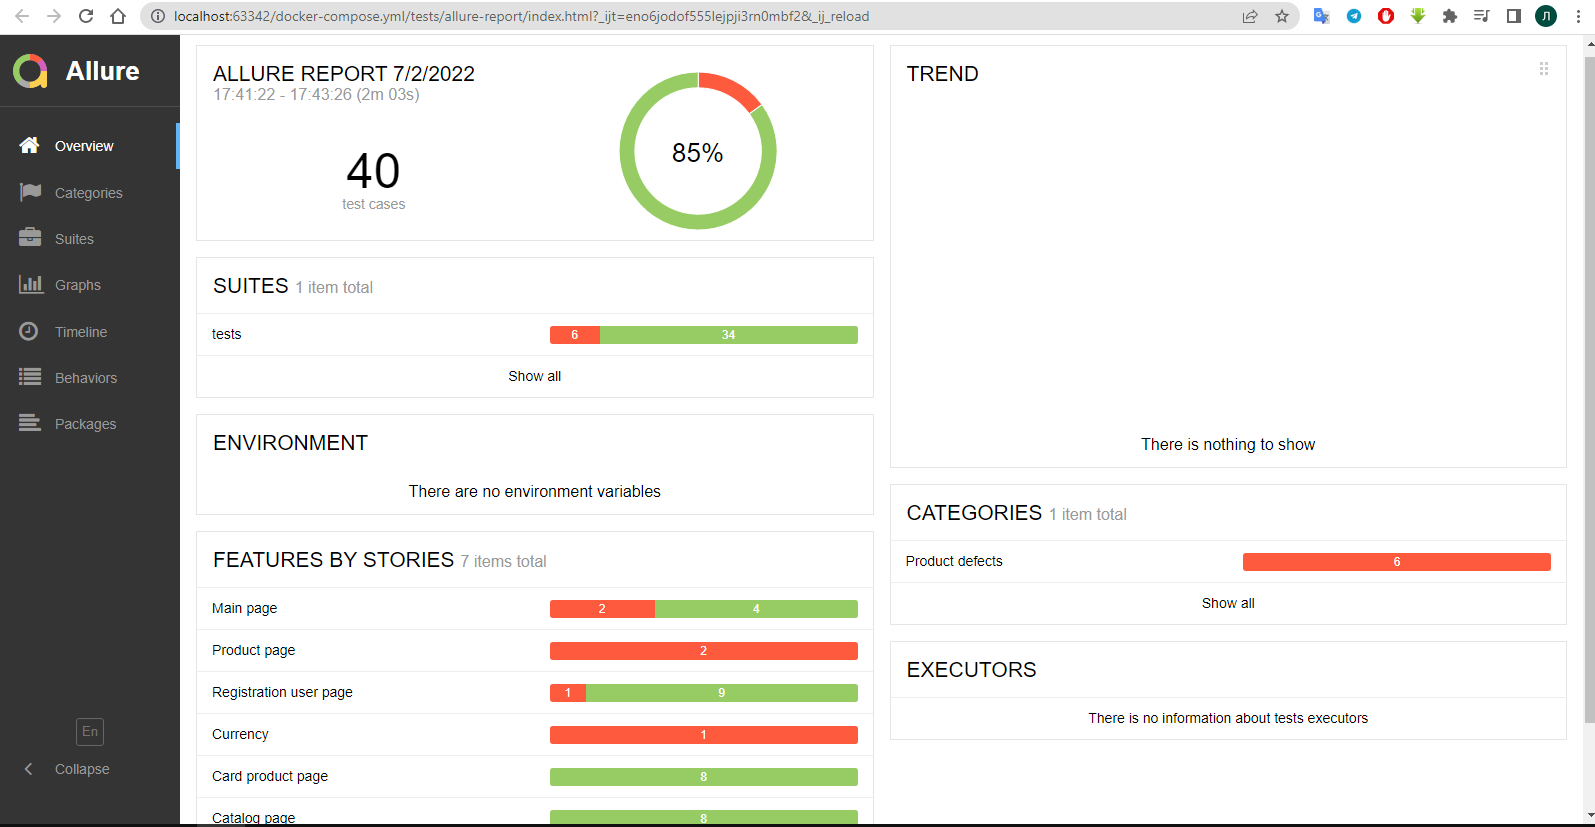 localhost:63342/docker-compose.yml/tests/allure-report/index.html?_ijt=eno6jodof555lejpji3rn0mbf2&_ij_reload
Л
Allure
Overview
Categories
Suites
Graphs
Timeline
Behaviors
Packages
En
Collapse
ALLURE REPORT 7/2/2022
17:41:22 - 17:43:26 (2m 03s)
40
test cases
85%
SUITES 1 item total
tests 6 34
Show all
ENVIRONMENT
There are no environment variables
FEATURES BY STORIES 7 items total
Main page 2 4
Product page 2
Registration user page 1 9
Currency 1
Card product page 8
Catalog page 8
TREND
There is nothing to show
CATEGORIES 1 item total
Product defects 6
Show all
EXECUTORS
There is no information about tests executors